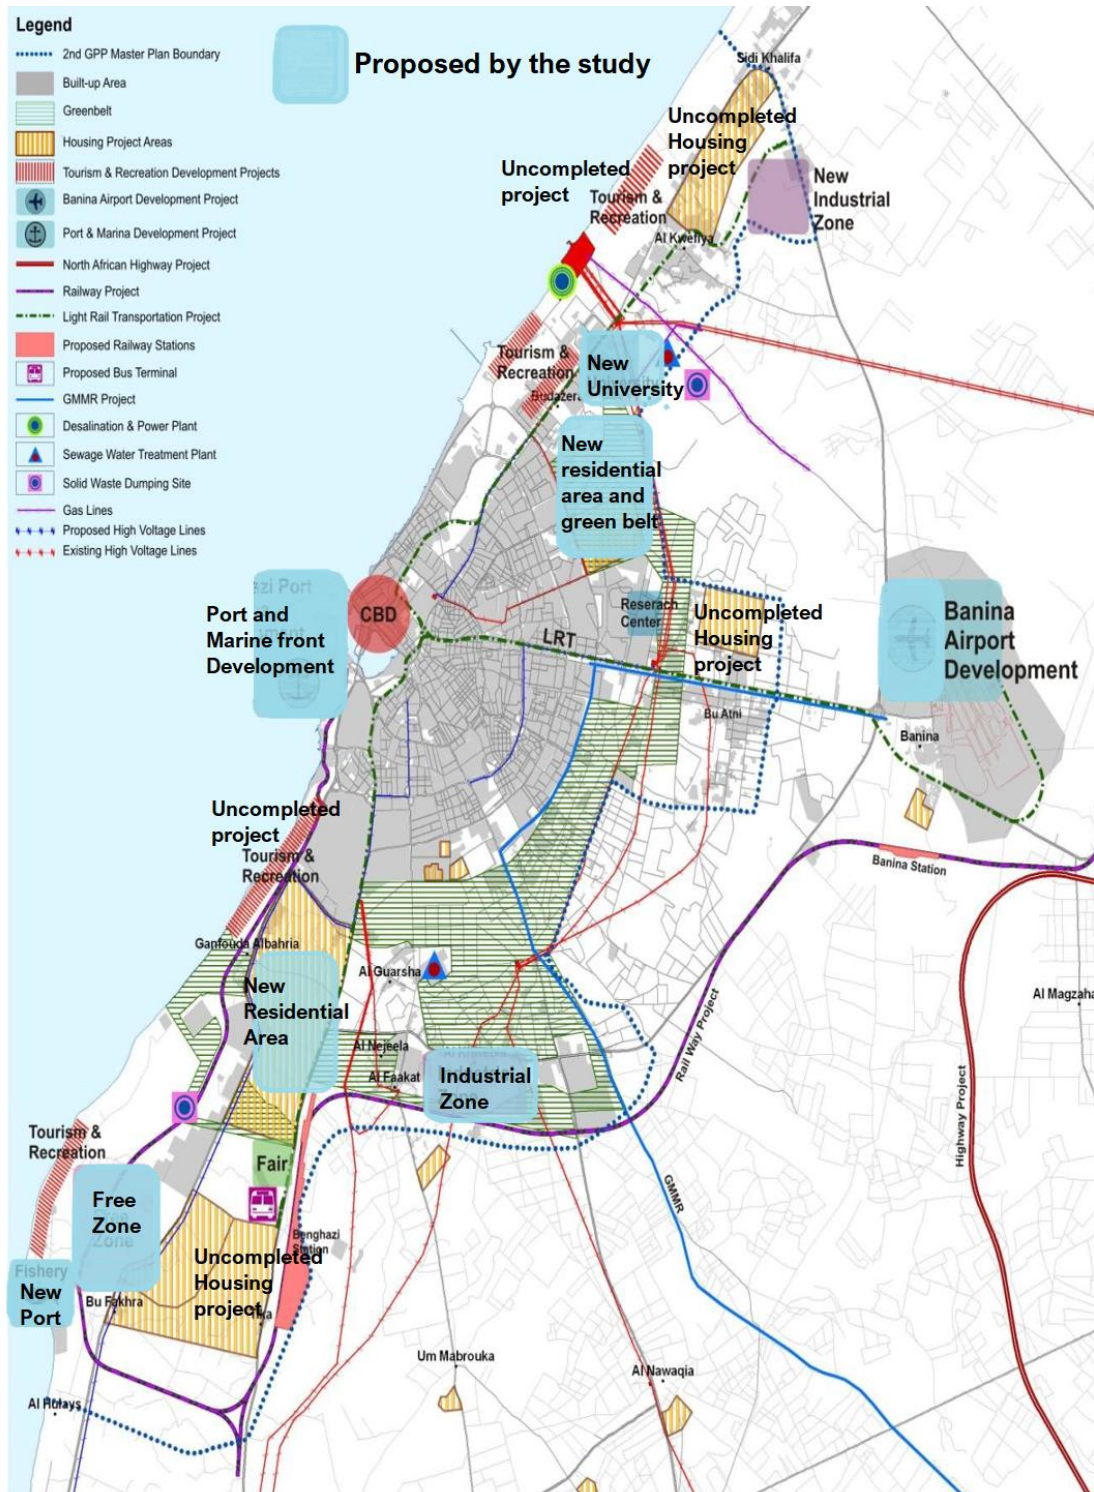 Legend
2nd GPP Master Plan Boundary
Built-up Area
Greenbelt
Housing Project Areas
Tourism & Recreation Development Projects
Banina Airport Development Project
Port & Marina Development Project
North African Highway Project
Railway Project
Light Rail Transportation Project
Proposed Railway Stations
Proposed Bus Terminal
GMMR Project
Desalination & Power Plant
Sewage Water Treatment Plant
Solid Waste Dumping Site
Gas Lines
Proposed High Voltage Lines
Existing High Voltage Lines
Proposed by the study
Sidi Khalifa
Uncompleted
Housing
project
Uncompleted
project
Tourism &
Recreation
New
Industrial
Zone
Al Kwefiya
Tourism &
Recreation
New
University
New
residential
area and
green belt
Port and
Marine front
Development
CBD
LRT
Reserach
Center
Uncompleted
Housing
project
Banina
Airport
Development
Bu Atni
Banina
Uncompleted
project
Tourism &
Recreation
Banina Station
Ganfouda Albahria
Al Guarsha
Al Magzaha
New
Residential
Area
Al Nejeela
Al Faakat
Industrial
Zone
Rail Way Project
Highway Project
Tourism &
Recreation
Fair
GMMR
Free
Zone
Benghazi
Station
Uncompleted
Housing
project
Fishery
New
Port
Bu Fakhra
Um Mabrouka
Al Nawaqia
Al Hulays